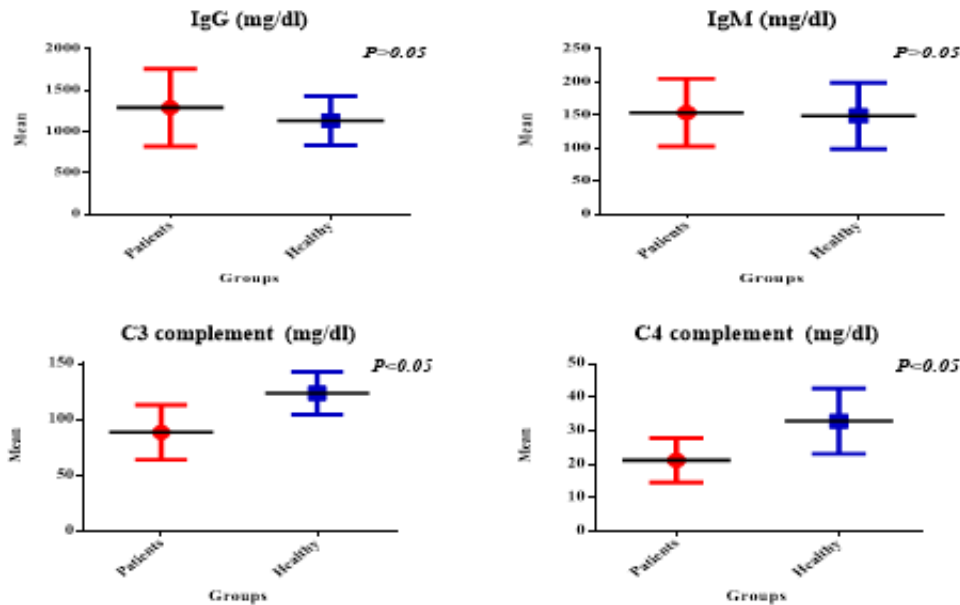 IgG (mg/dl)
P>0.05
2000
1500
1000
500
0
Mean
Patients
Healthy
Groups
IgM (mg/dl)
P>0.05
250
200
150
100
50
0
Mean
Patients
Healthy
Groups
C3 complement (mg/dl)
P<0.05
150
100
50
0
Mean
Patients
Healthy
Groups
C4 complement (mg/dl)
P<0.05
50
40
30
20
10
0
Mean
Patients
Healthy
Groups